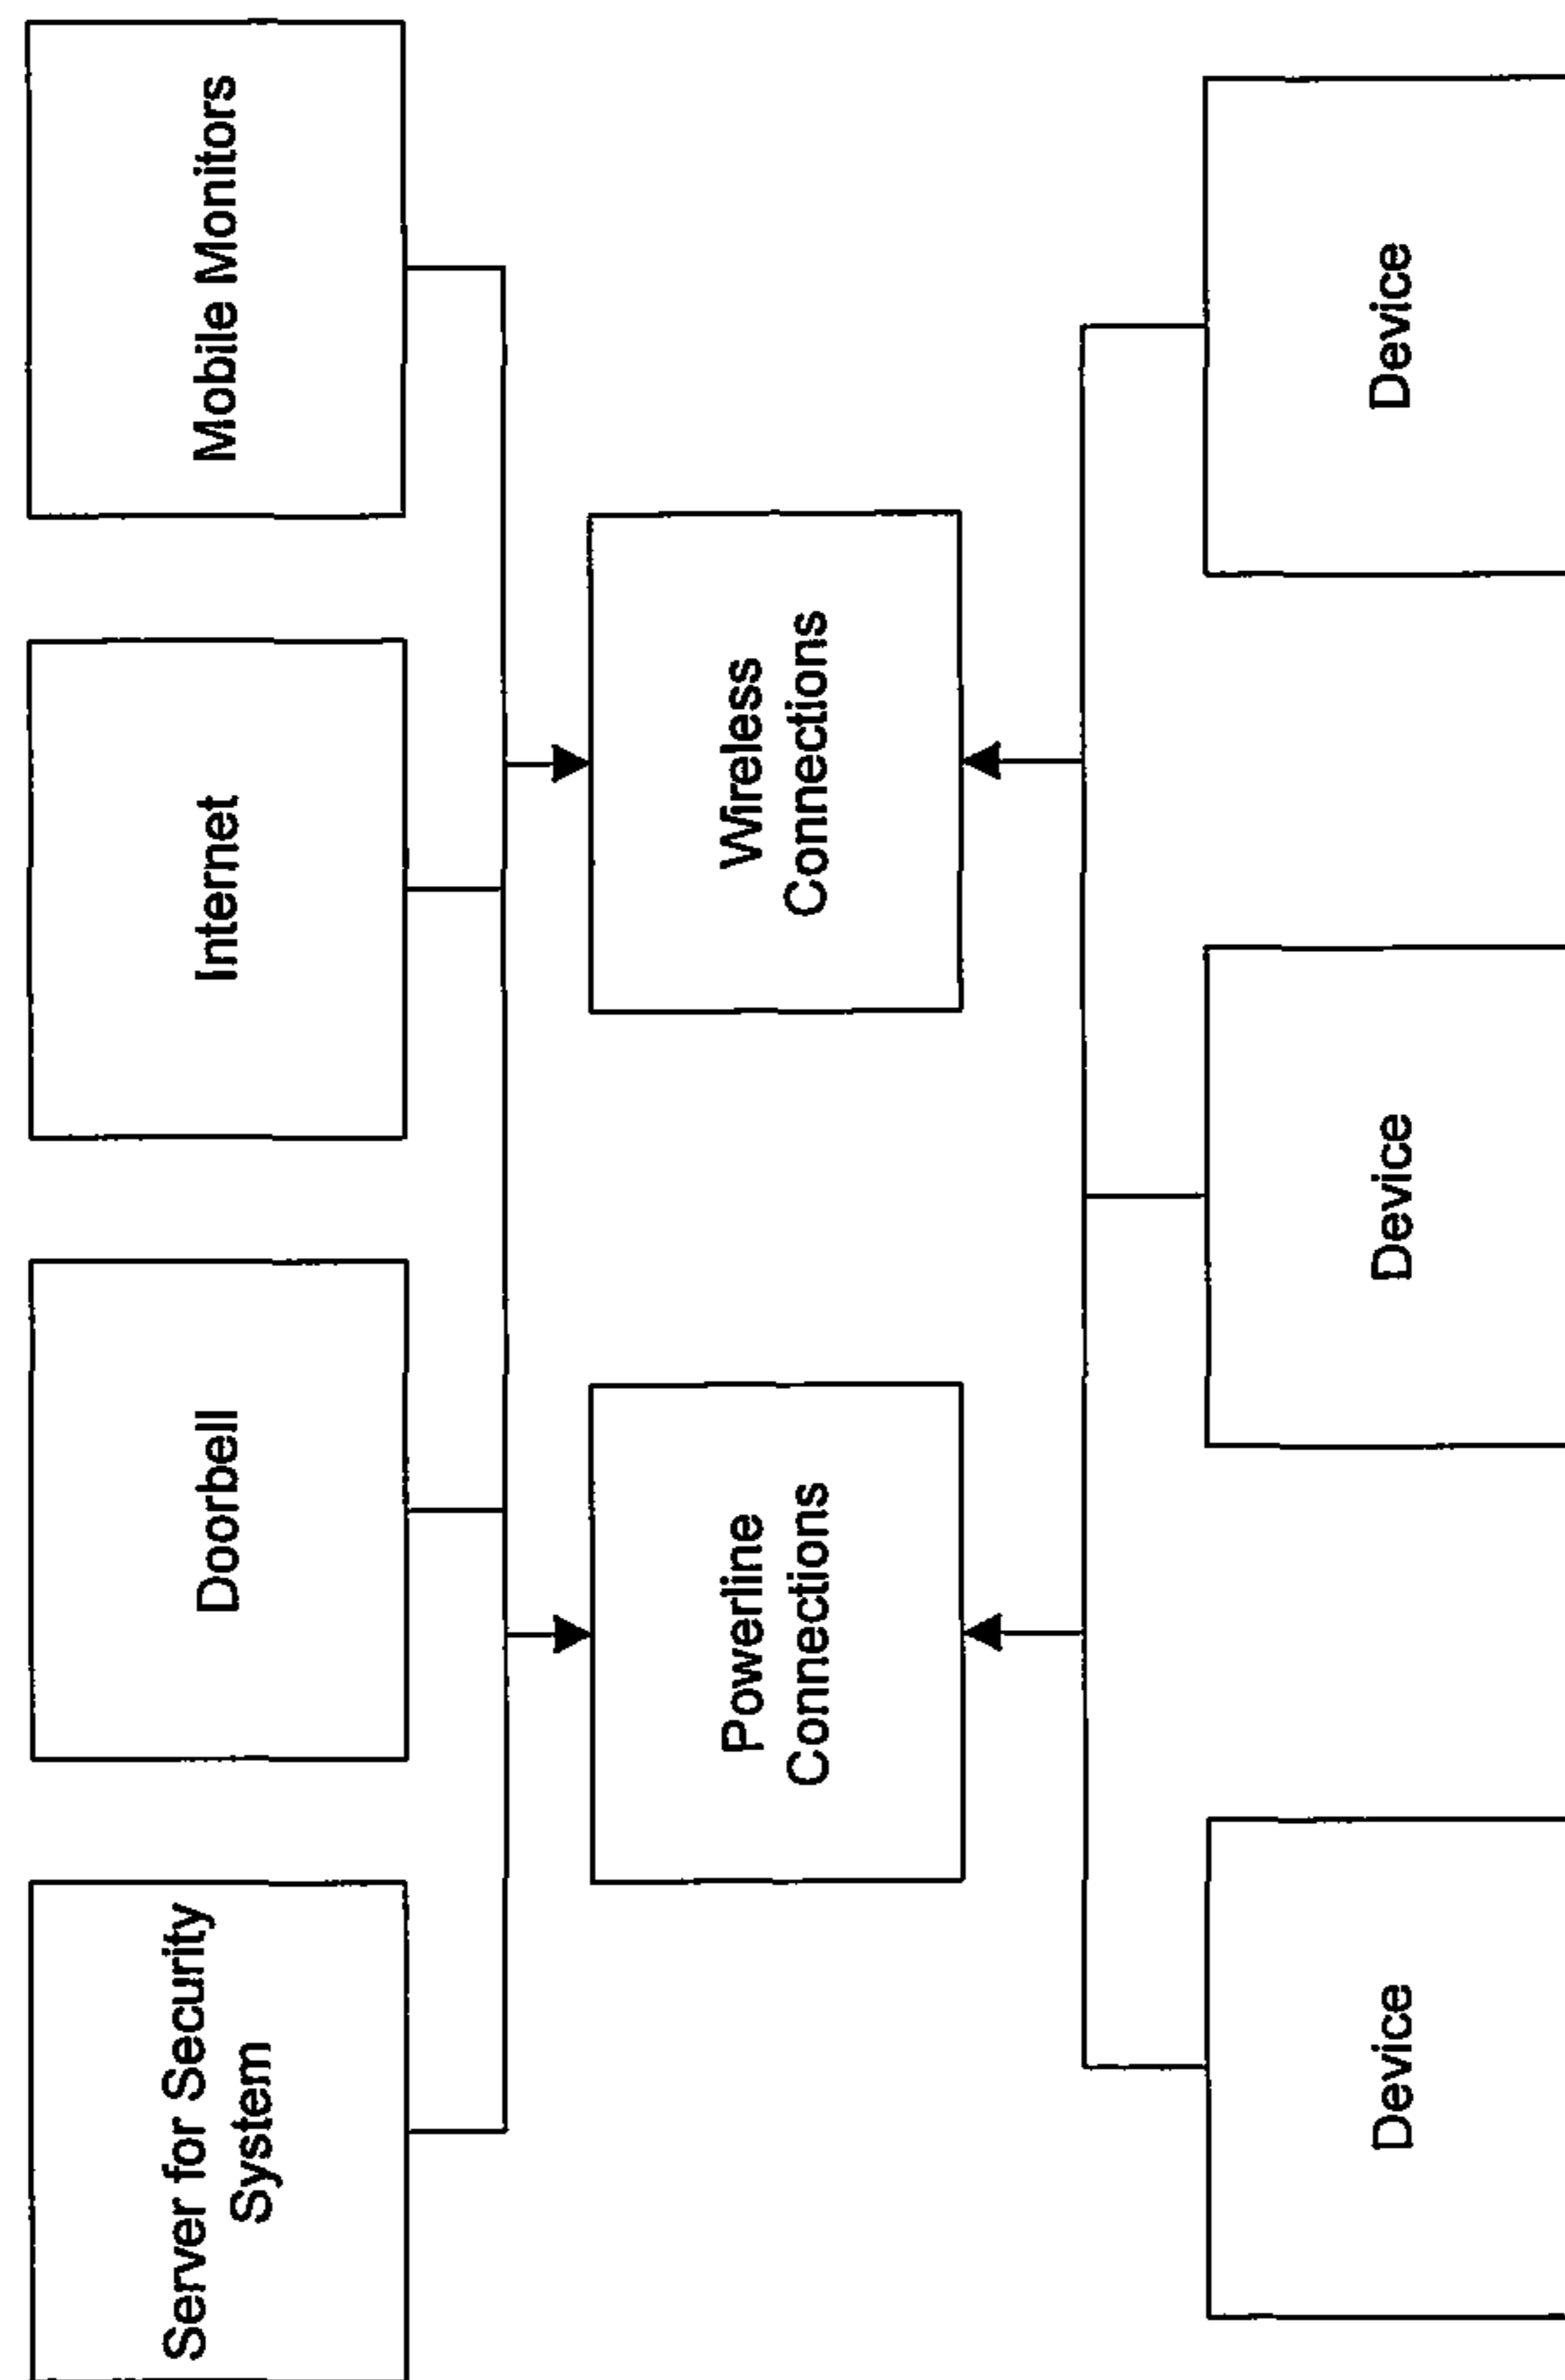 Server for Security
System
Doorbell
Internet
Mobile Monitors
Powerline
Connections
Wireless
Connections
Device
Device
Device